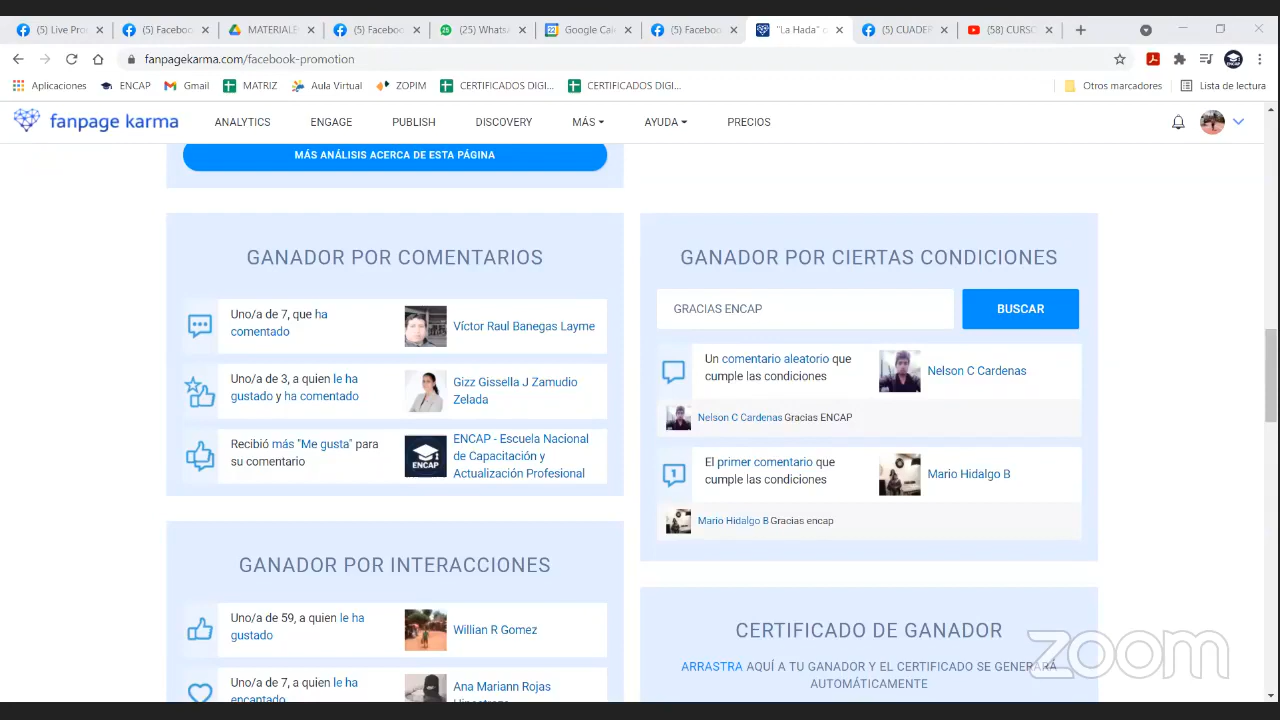 (5) Live Pro
(5) Facebo
MATERIALE
(5) Faceboo
(25) Whats
Google Cal
(5) Faceboo
"La Hada" c
(5) CUADE
(58) CURSO
fanpagekarma.com/facebook-promotion
Aplicaciones
ENCAP
Gmail
MATRIZ
Aula Virtual
ZOPIM
CERTIFICADOS DIGI...
CERTIFICADOS DIGI...
Otros marcadores
Lista de lectura
fanpage karma
ANALYTICS
ENGAGE
PUBLISH
DISCOVERY
MÁS
AYUDA
PRECIOS
MÁS ANÁLISIS ACERCA DE ESTA PÁGINA
GANADOR POR COMENTARIOS
Uno/a de 7, que ha
comentado
Víctor Raul Banegas Layme
Uno/a de 3, a quien le ha
gustado y ha comentado
Gizz Gissella J Zamudio
Zelada
Recibió más "Me gusta" para
su comentario
ENCAP
ENCAP - Escuela Nacional
de Capacitación y
Actualización Profesional
GANADOR POR CIERTAS CONDICIONES
GRACIAS ENCAP
BUSCAR
Un comentario aleatorio que
cumple las condiciones
Nelson C Cardenas
Nelson C Cardenas Gracias ENCAP
1
El primer comentario que
cumple las condiciones
Mario Hidalgo B
Mario Hidalgo B Gracias encap
GANADOR POR INTERACCIONES
Uno/a de 59, a quien le ha
gustado
Willian R Gomez
Uno/a de 7, a quien le ha
encantado
Ana Mariann Rojas
CERTIFICADO DE GANADOR
ARRASTRA AQUÍ A TU GANADOR Y EL CERTIFICADO SE GENERARÁ
AUTOMÁTICAMENTE
zoom